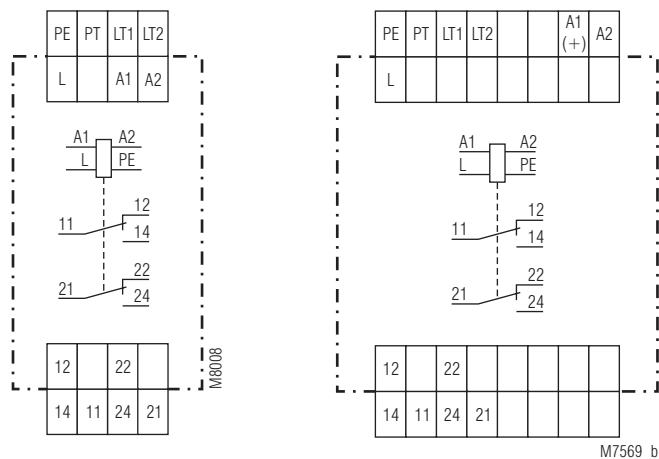 PE PT LT1 LT2
L A1 A2
A1 A2
L PE
12
11 14
22
21 24
12 22
14 11 24 21
M8008
PE PT LT1 LT2 A1 (+) A2
L
A1 A2
L PE
12
11 14
22
21 24
12 22
14 11 24 21
M7569_b